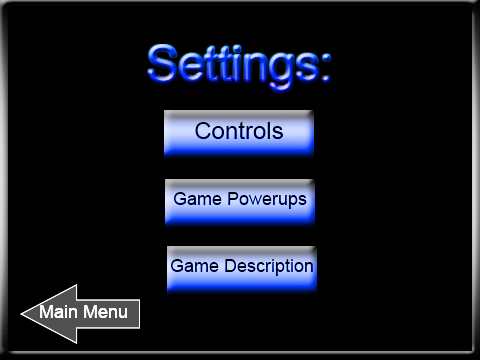 Settings:
Controls
Game Powerups
Game Description
Main Menu